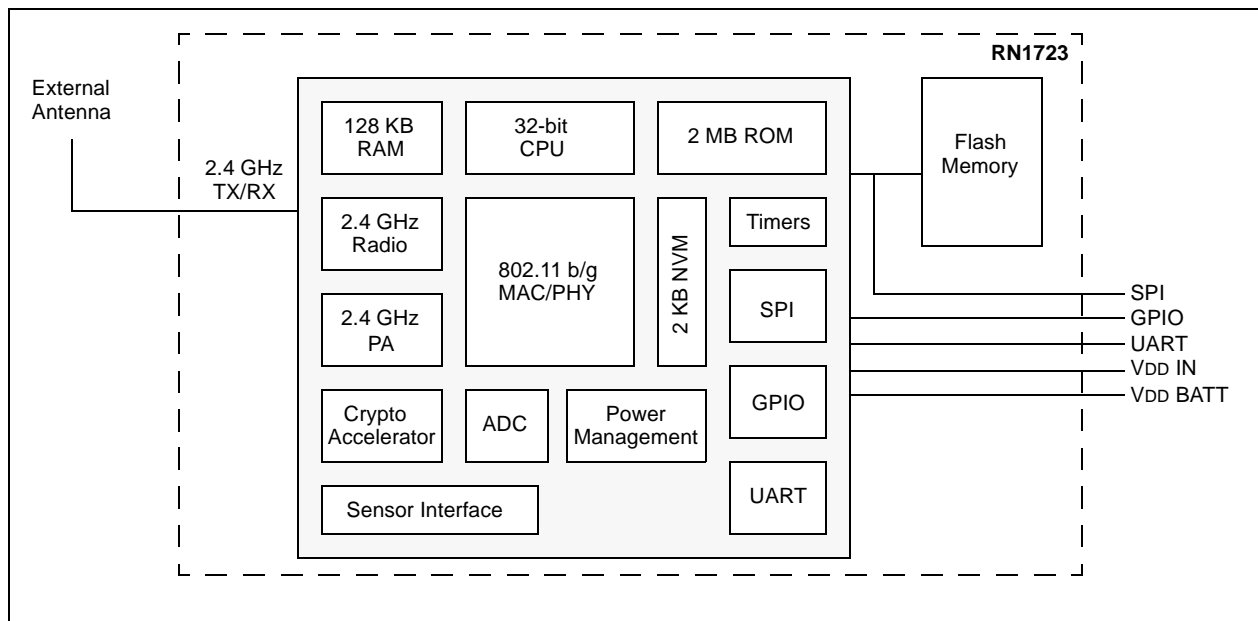 RN1723
External
Antenna
2.4 GHz
TX/RX
128 KB
RAM
32-bit
CPU
2 MB ROM
Flash
Memory
2.4 GHz
Radio
802.11 b/g
MAC/PHY
2 KB NVM
Timers
2.4 GHz
PA
SPI
Crypto
Accelerator
ADC
Power
Management
GPIO
Sensor Interface
UART
SPI
GPIO
UART
VDD IN
VDD BATT